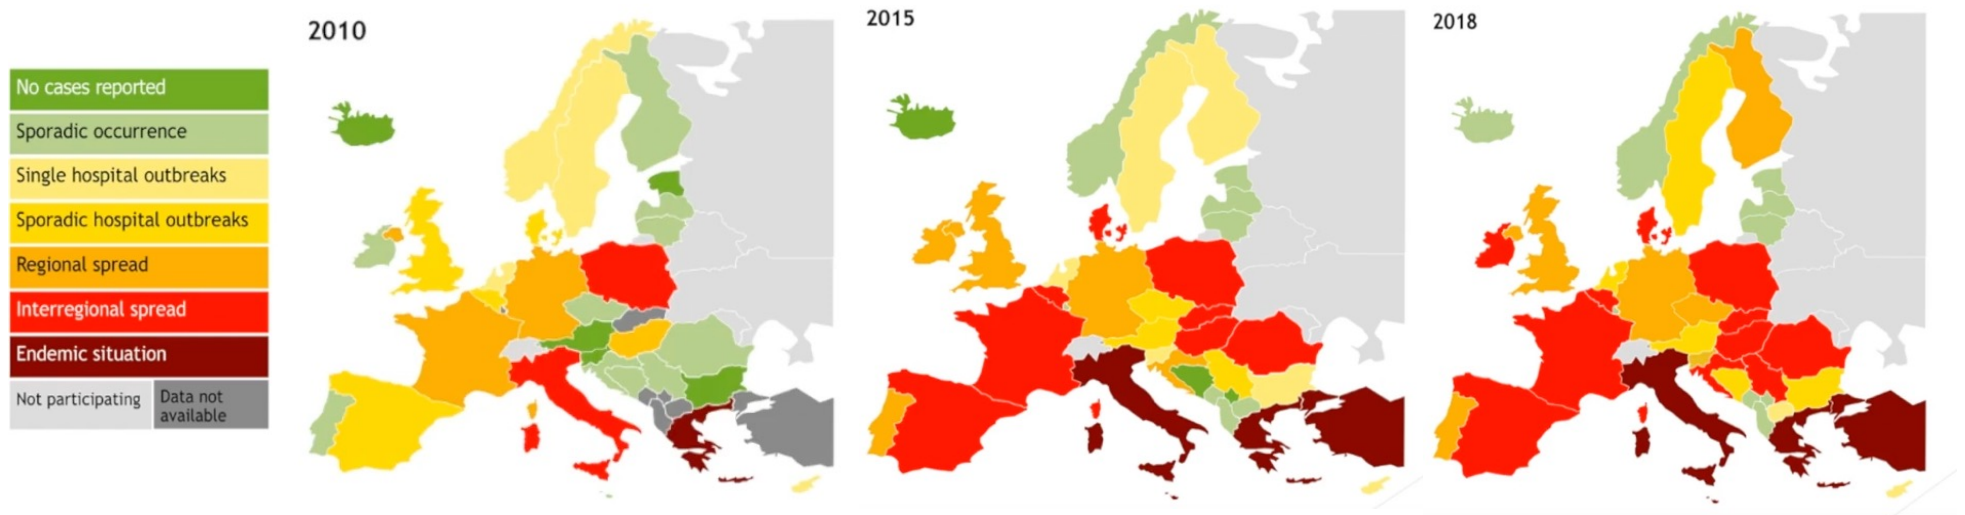 No cases reported
Sporadic occurrence
Single hospital outbreaks
Sporadic hospital outbreaks
Regional spread
Interregional spread
Endemic situation
Not participating
Data not
available
2010
2015
2018